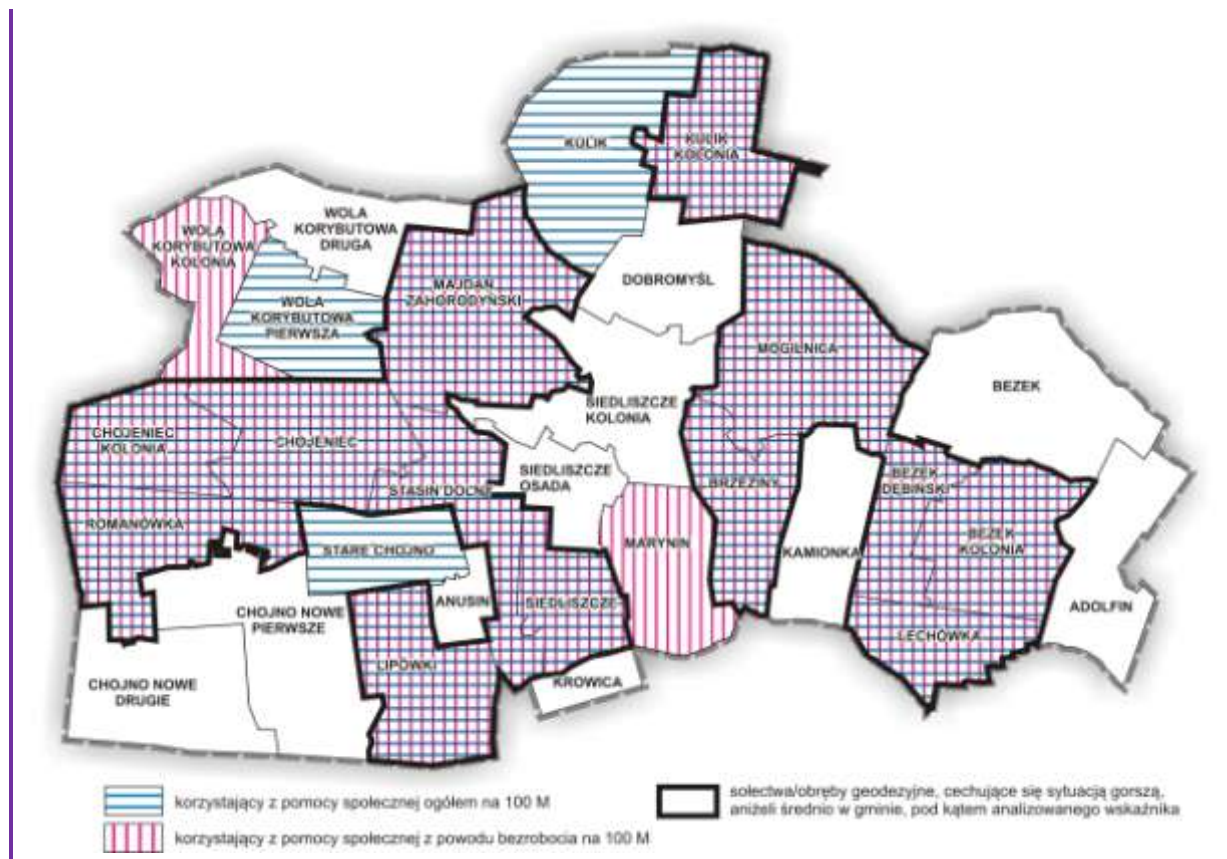 KULIK
KULIK
KOLONIA
WOLA
KORYBUTOWA
DRUGA
WOLA
KORYBUTOWA
KOLONIA
DOBROMYŚL
MAJDAN
ZAHORODYŃSKI
WOLA
KORYBUTOWA
PIERWSZA
MOGILNICA
BEZEK
SIEDLISZCZE
KOLONIA
CHOJENIEC
KOLONIA
CHOJENIEC
SIEDLISZCZE
OSADA
BEZEK
DĘBIŃSKI
BRZEZINY
STASIN DOLNY
ROMANÓWKA
BEZEK
KOLONIA
STARE CHOJNO
MARYNIN
KAMIONKA
ANUSIN
SIEDLISZCZE
ADOLFIN
CHOJNO NOWE
PIERWSZE
LECHÓWKA
LIPÓWKI
KROWICA
CHOJNO NOWE
DRUGIE
korzystający z pomocy społecznej ogółem na 100 M
korzystający z pomocy społecznej z powodu bezrobocia na 100 M
sołectwa/obręby geodezyjne, cechujące się sytuacją gorszą,
aniżeli średnio w gminie, pod kątem analizowanego wskaźnika